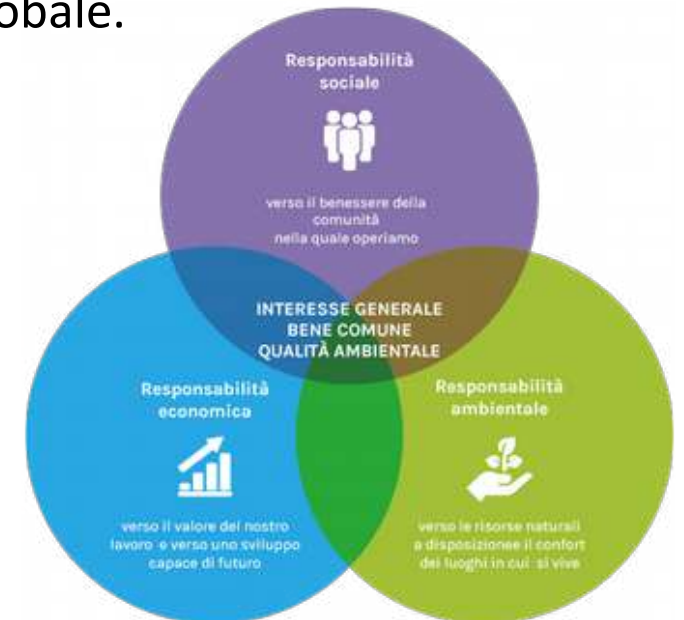 obale.
Responsabilità
sociale
verso il benessere della
comunità
nella quale operiamo
INTERESSE GENERALE
BENE COMUNE
QUALITÀ AMBIENTALE
Responsabilità
economica
verso il valore del nostro
lavoro e verso uno sviluppo
capace di futuro
Responsabilità
ambientale
verso le risorse naturali
a disposizionee il confort
dei luoghi in cui si vive